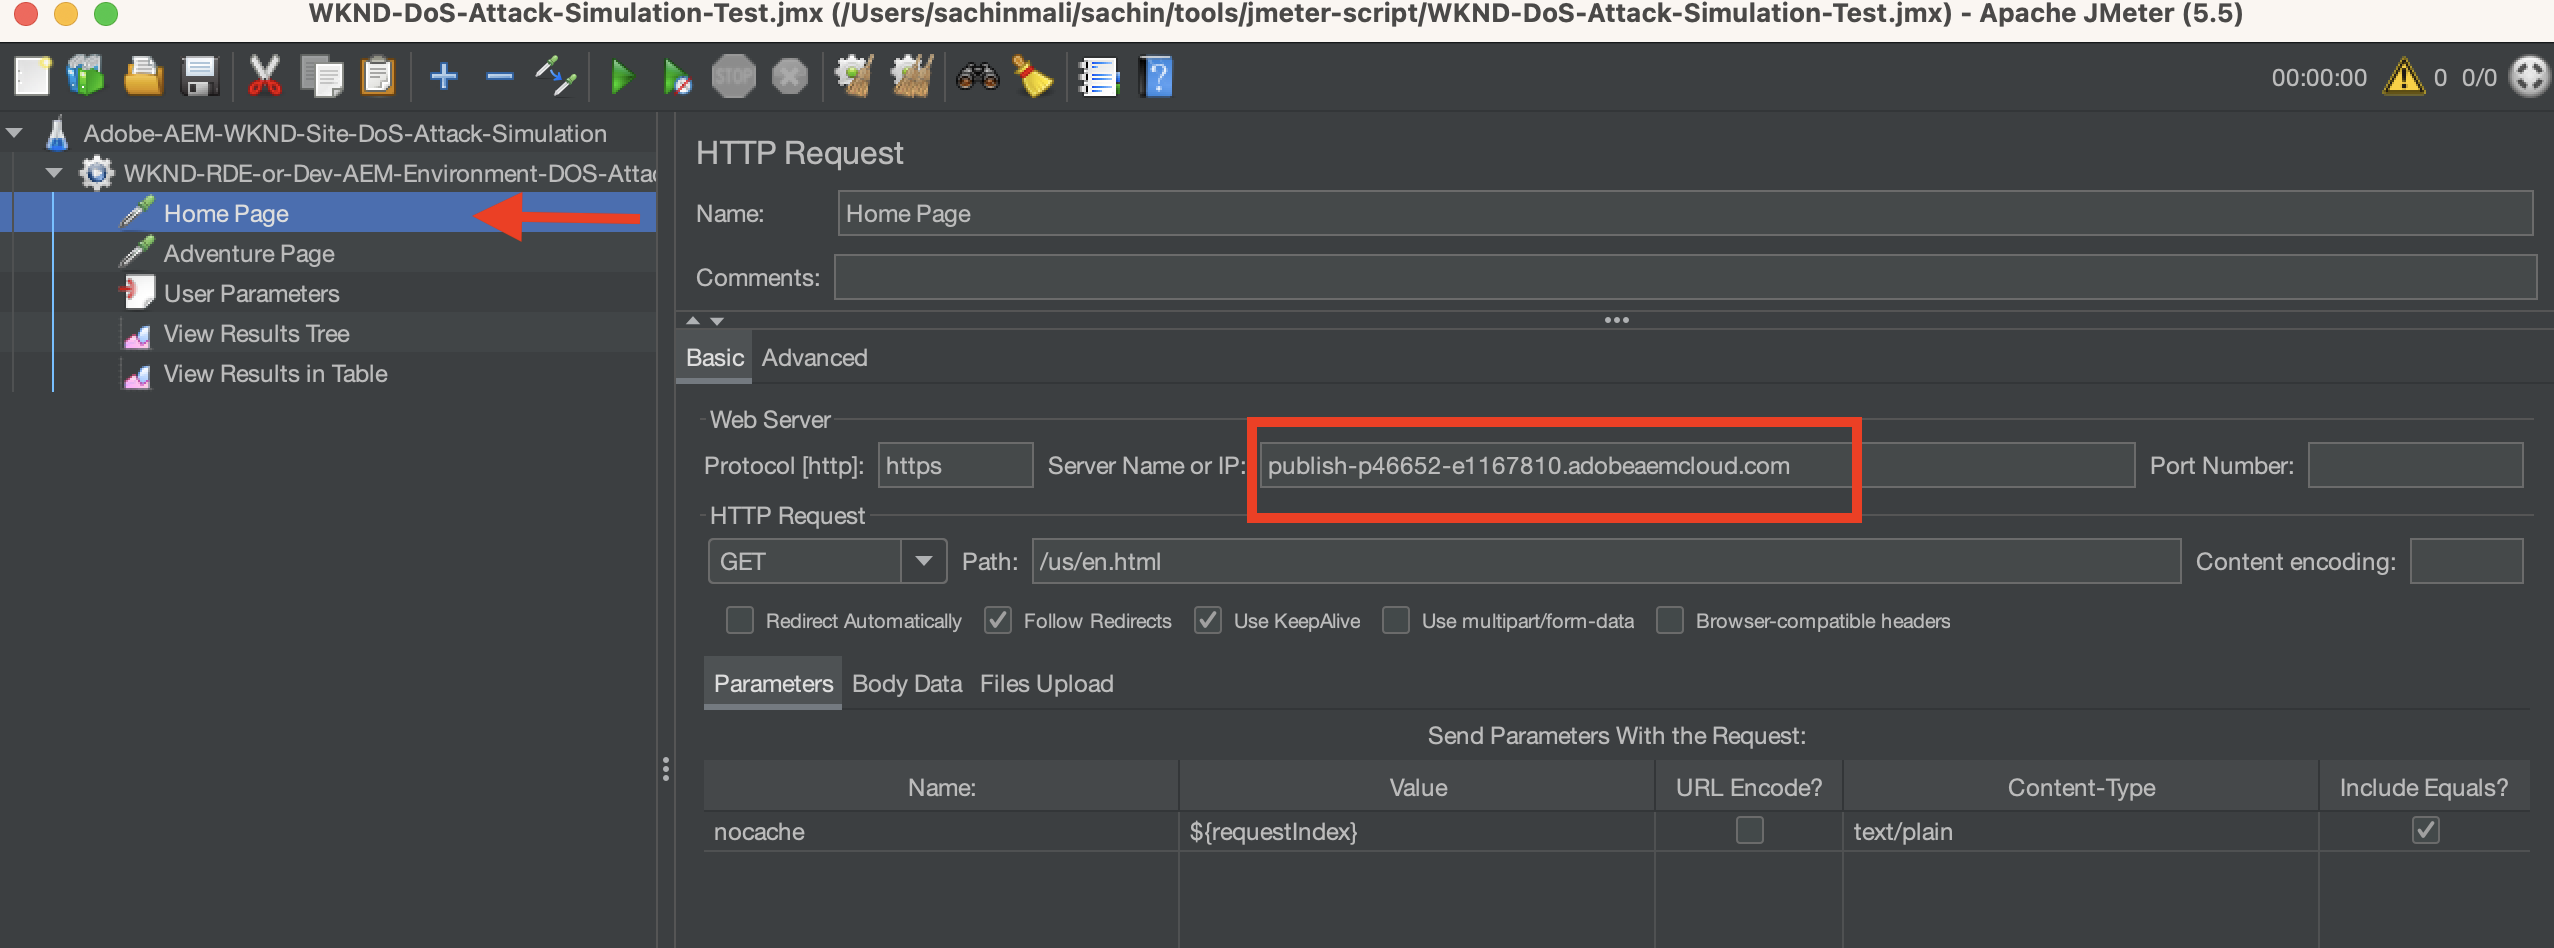 WKND-DoS-Attack-Simulation-Test.jmx (/Users/sachinmali/sachin/tools/jmeter-script/WKND-DoS-Attack-Simulation-Test.jmx) - Apache JMeter (5.5)
STOP
?
00:00:00 0 0/0
Adobe-AEM-WKND-Site-DoS-Attack-Simulation
WKND-RDE-or-Dev-AEM-Environment-DOS-Attac
Home Page
Adventure Page
User Parameters
View Results Tree
View Results in Table
HTTP Request
Name: Home Page
Comments:
Basic Advanced
Web Server
Protocol [http]: https Server Name or IP: publish-p46652-e1167810.adobeaemcloud.com Port Number:
HTTP Request
GET Path: /us/en.html Content encoding:
Redirect Automatically Follow Redirects Use KeepAlive Use multipart/form-data Browser-compatible headers
Parameters Body Data Files Upload
Send Parameters With the Request:
Name: Value URL Encode? Content-Type Include Equals?
nocache ${requestIndex} text/plain